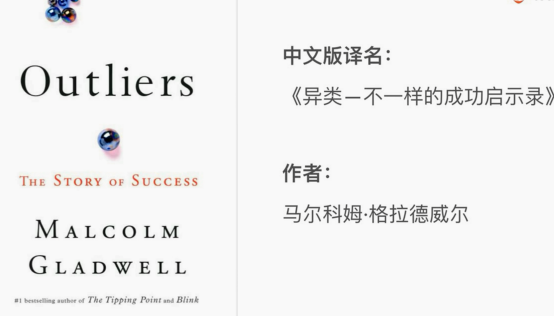 Outliers
THE STORY OF SUCCESS
MALCOLM
GLADWELL
#1 bestselling author of The Tipping Point and Blink
中文版译名：
《异类—不一样的成功启示录》
作者：
马尔科姆·格拉德威尔